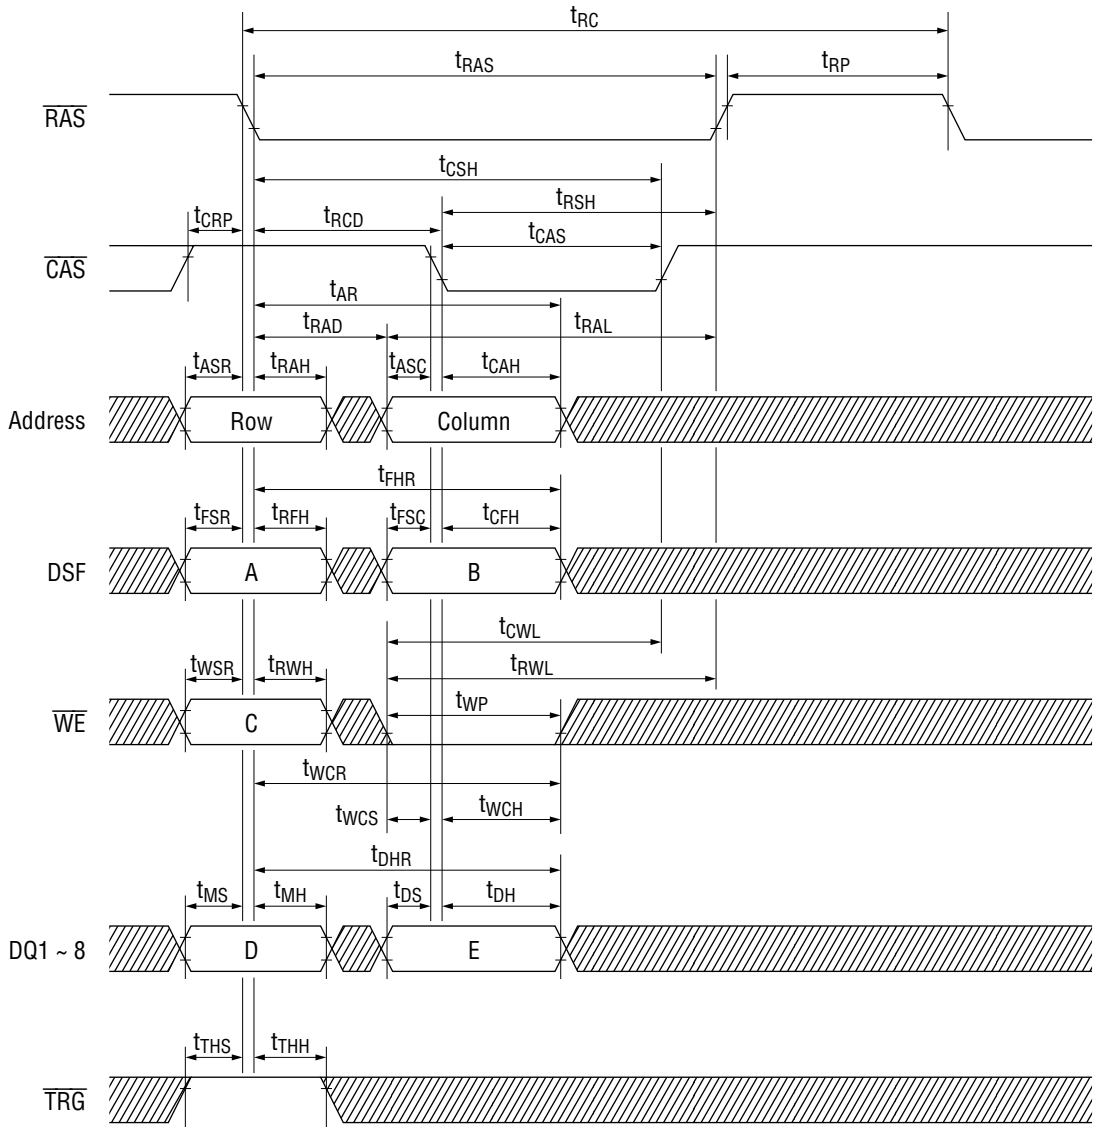 tRC
tRAS tRP
RAS
tCSH
tRSH
tCRP tRCD
tCAS
CAS
tAR
tRAD tRAL
tASR tRAH tASC tCAH
Address Row Column
tFHR
tFSR tRFH tFSC tCFH
DSF A B
tCWL
tWSR tRWH tRWL
tWP
WE C
tWCR
tWCS tWCH
tDHR
tMS tMH tDS tDH
DQ1 ~ 8 D E
tTHS tTHH
TRG